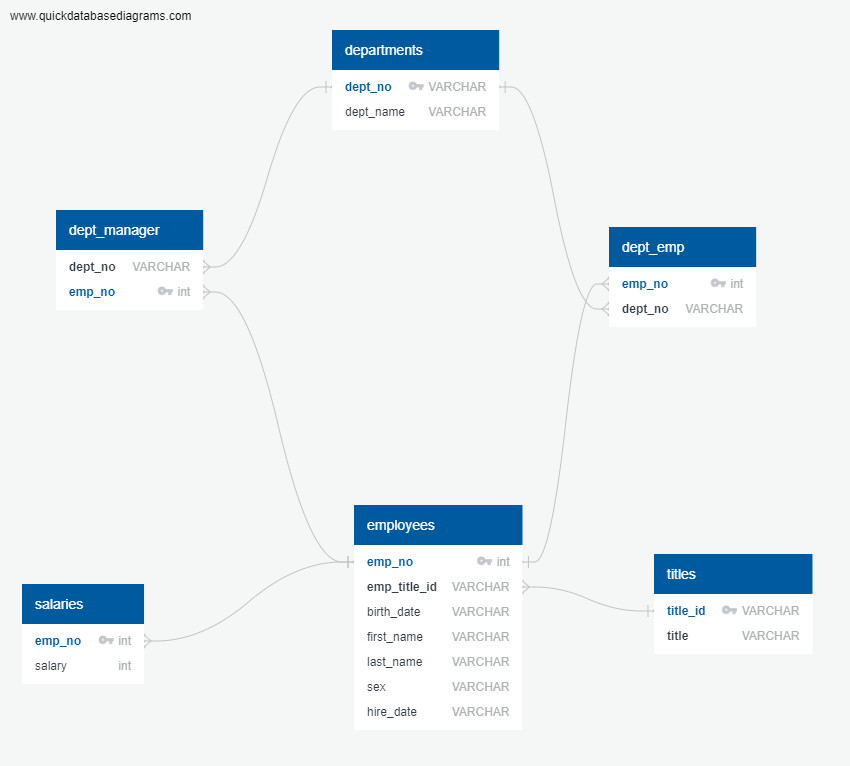 www.quickdatabasediagrams.com
departments
dept_no VARCHAR
dept_name VARCHAR
dept_manager
dept_no VARCHAR
emp_no int
dept_emp
emp_no int
dept_no VARCHAR
employees
emp_no int
emp_title_id VARCHAR
birth_date VARCHAR
first_name VARCHAR
last_name VARCHAR
sex VARCHAR
hire_date VARCHAR
titles
title_id VARCHAR
title VARCHAR
salaries
emp_no int
salary int